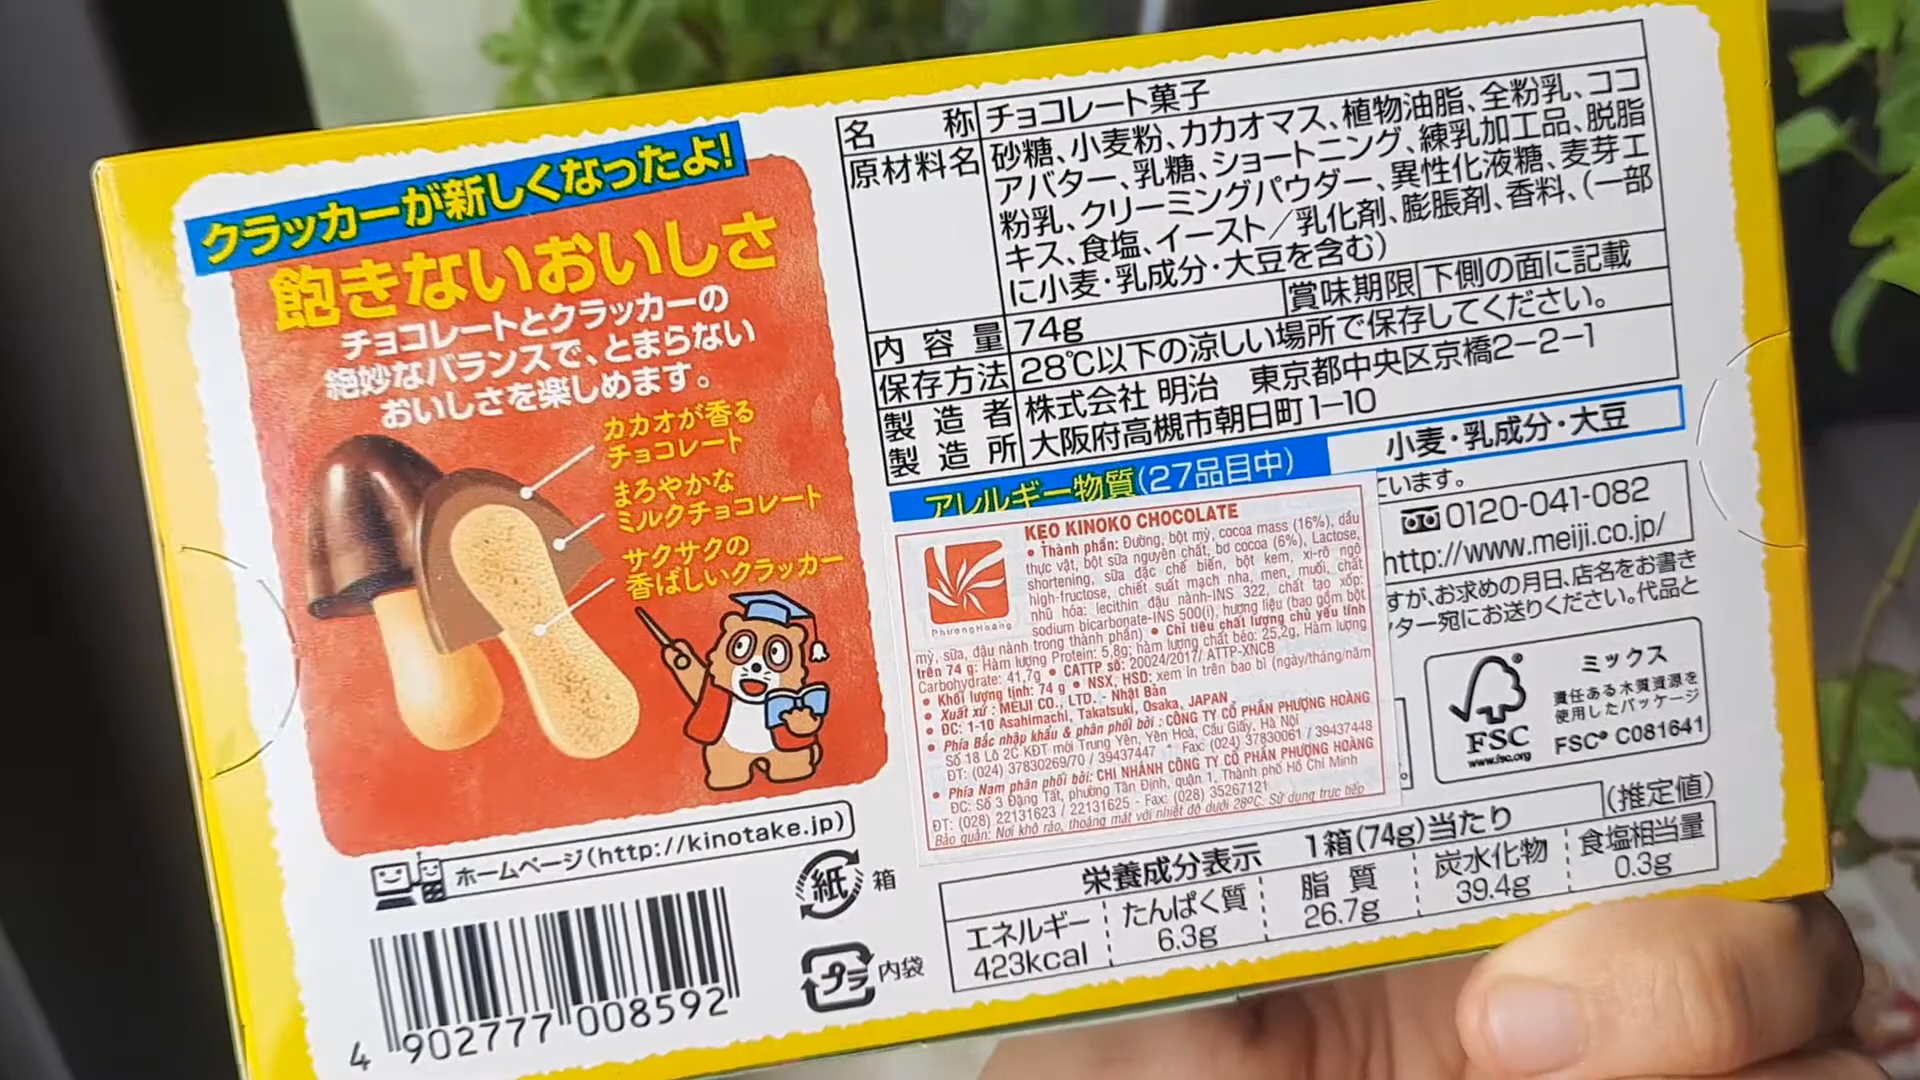 クラッカーが新しくなったよ!
飽きないおいしさ
チョコレートとクラッカーの
絶妙なバランスで、とまらない
おいしさを楽しめます。
カカオが香る
チョコレート
まろやかな
ミルクチョコレート
サクサクの
香ばしいクラッカー
ホームページ(http://kinotake.jp)
4 902777 008592
紙 箱
プラ 内袋
名 称 チョコレート菓子
原材料名 砂糖、小麦粉、カカオマス、植物油脂、全粉乳、ココ
アバター、乳糖、ショートニング、練乳加工品、脱脂
粉乳、クリーミングパウダー、異性化液糖、麦芽エ
キス、食塩、イースト/乳化剤、膨脹剤、香料、(一部
に小麦・乳成分・大豆を含む)
内容量 74g 賞味期限 下側の面に記載
保存方法 28℃以下の涼しい場所で保存してください。
製造者 株式会社 明治 東京都中央区京橋2-2-1
製造所 大阪府高槻市朝日町1-10
アレルギー物質(27品目中) 小麦・乳成分・大豆
ています。
0120-041-082
http://www.meiji.co.jp/
すが、お求めの月日、店名をお書き
ター宛にお送りください。代品と
PhuongHoang
KẸO KINOKO CHOCOLATE
• Thành phần: Đường, bột mỳ, cocoa mass (16%), dầu
thực vật, bột sữa nguyên chất, bơ cocoa (6%), Lactose,
shortening, sữa đặc chế biến, bột kem, xi-rô ngô
high-fructose, chiết suất mạch nha, men, muối, chất
nhũ hóa: lecithin đậu nành-INS 322, chất tạo xốp:
sodium bicarbonate-INS 500(i), hương liệu (bao gồm bột
mỳ, sữa, đậu nành trong thành phần) • Chỉ tiêu chất lượng chủ yếu tính
trên 74 g: Hàm lượng Protein: 5,8g; hàm lượng chất béo: 25,2g, Hàm lượng
Carbohydrate: 41,7g • CATTP số: 20024/2017/ ATTP-XNCB
• Khối lượng tịnh: 74 g • NSX, HSD: xem in trên bao bì (ngày/tháng/năm
• Xuất xứ : MEIJI CO., LTD. - Nhật Bản
• ĐC: 1-10 Asahimachi, Takatsuki, Osaka, JAPAN
• Phía Bắc nhập khẩu & phân phối bởi : CÔNG TY CỔ PHẦN PHƯỢNG HOÀNG
Số 18 Lô 2C KĐT mới Trung Yên, Yên Hoà, Cầu Giấy, Hà Nội
ĐT: (024) 37830269/70 / 39437447 * Fax: (024) 37830061 / 39437448
• Phía Nam phân phối bởi: CHI NHÁNH CÔNG TY CỔ PHẦN PHƯỢNG HOÀNG
ĐC: Số 3 Đặng Tất, phường Tân Định, quận 1, Thành phố Hồ Chí Minh
ĐT: (028) 22131623 / 22131625 - Fax: (028) 35267121
Bảo quản: Nơi khô ráo, thoáng mát với nhiệt độ dưới 28ºC. Sử dụng trực tiếp
FSC
www.fsc.org
ミックス
責任ある木質資源を
使用したパッケージ
FSC® C081641
栄養成分表示 1箱(74g)当たり (推定値)
エネルギー たんぱく質 脂質 炭水化物 食塩相当量
423kcal 6.3g 26.7g 39.4g 0.3g